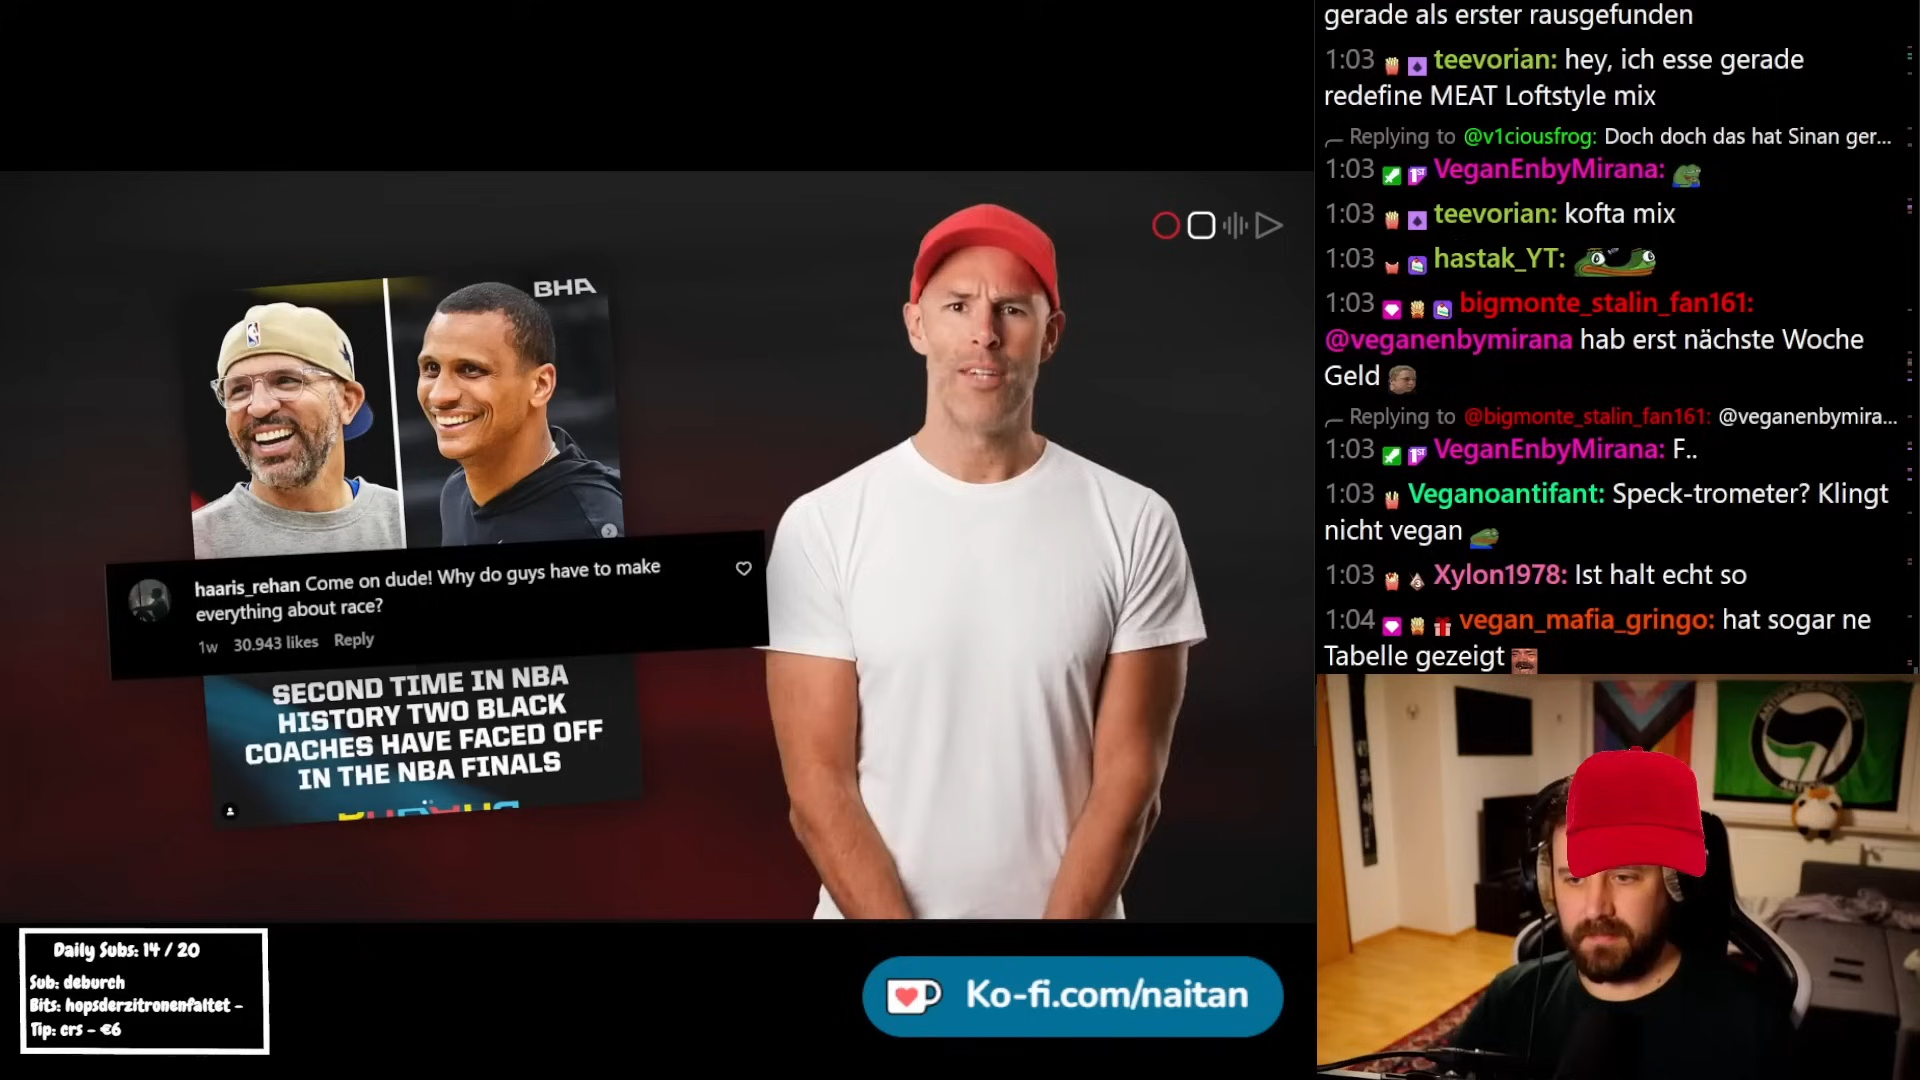 BHA
haaris_rehan Come on dude! Why do guys have to make
everything about race?
1w 30.943 likes Reply
SECOND TIME IN NBA
HISTORY TWO BLACK
COACHES HAVE FACED OFF
IN THE NBA FINALS
Daily Subs: 14 / 20
Sub: deburch
Bits: hopsderzitronenfaltet -
Tip: crs - €6
Ko-fi.com/naitan
gerade als erster rausgefunden
1:03 teevorian: hey, ich esse gerade
redefine MEAT Loftstyle mix
Replying to @v1ciousfrog: Doch doch das hat Sinan ger...
1:03 VeganEnbyMirana:
1:03 teevorian: kofta mix
1:03 hastak_YT:
1:03 bigmonte_stalin_fan161:
@veganenbymirana hab erst nächste Woche
Geld
Replying to @bigmonte_stalin_fan161: @veganenbymira...
1:03 VeganEnbyMirana: F..
1:03 Veganoantifant: Speck-trometer? Klingt
nicht vegan
1:03 Xylon1978: Ist halt echt so
1:04 vegan_mafia_gringo: hat sogar ne
Tabelle gezeigt